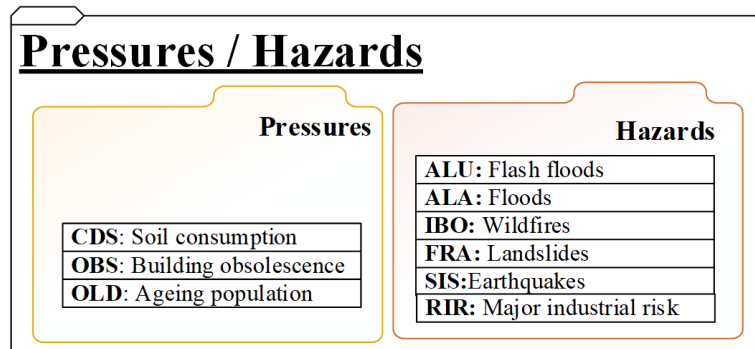 Pressures / Hazards
Pressures
CDS: Soil consumption
OBS: Building obsolescence
OLD: Ageing population
Hazards
ALU: Flash floods
ALA: Floods
IBO: Wildfires
FRA: Landslides
SIS:Earthquakes
RIR: Major industrial risk